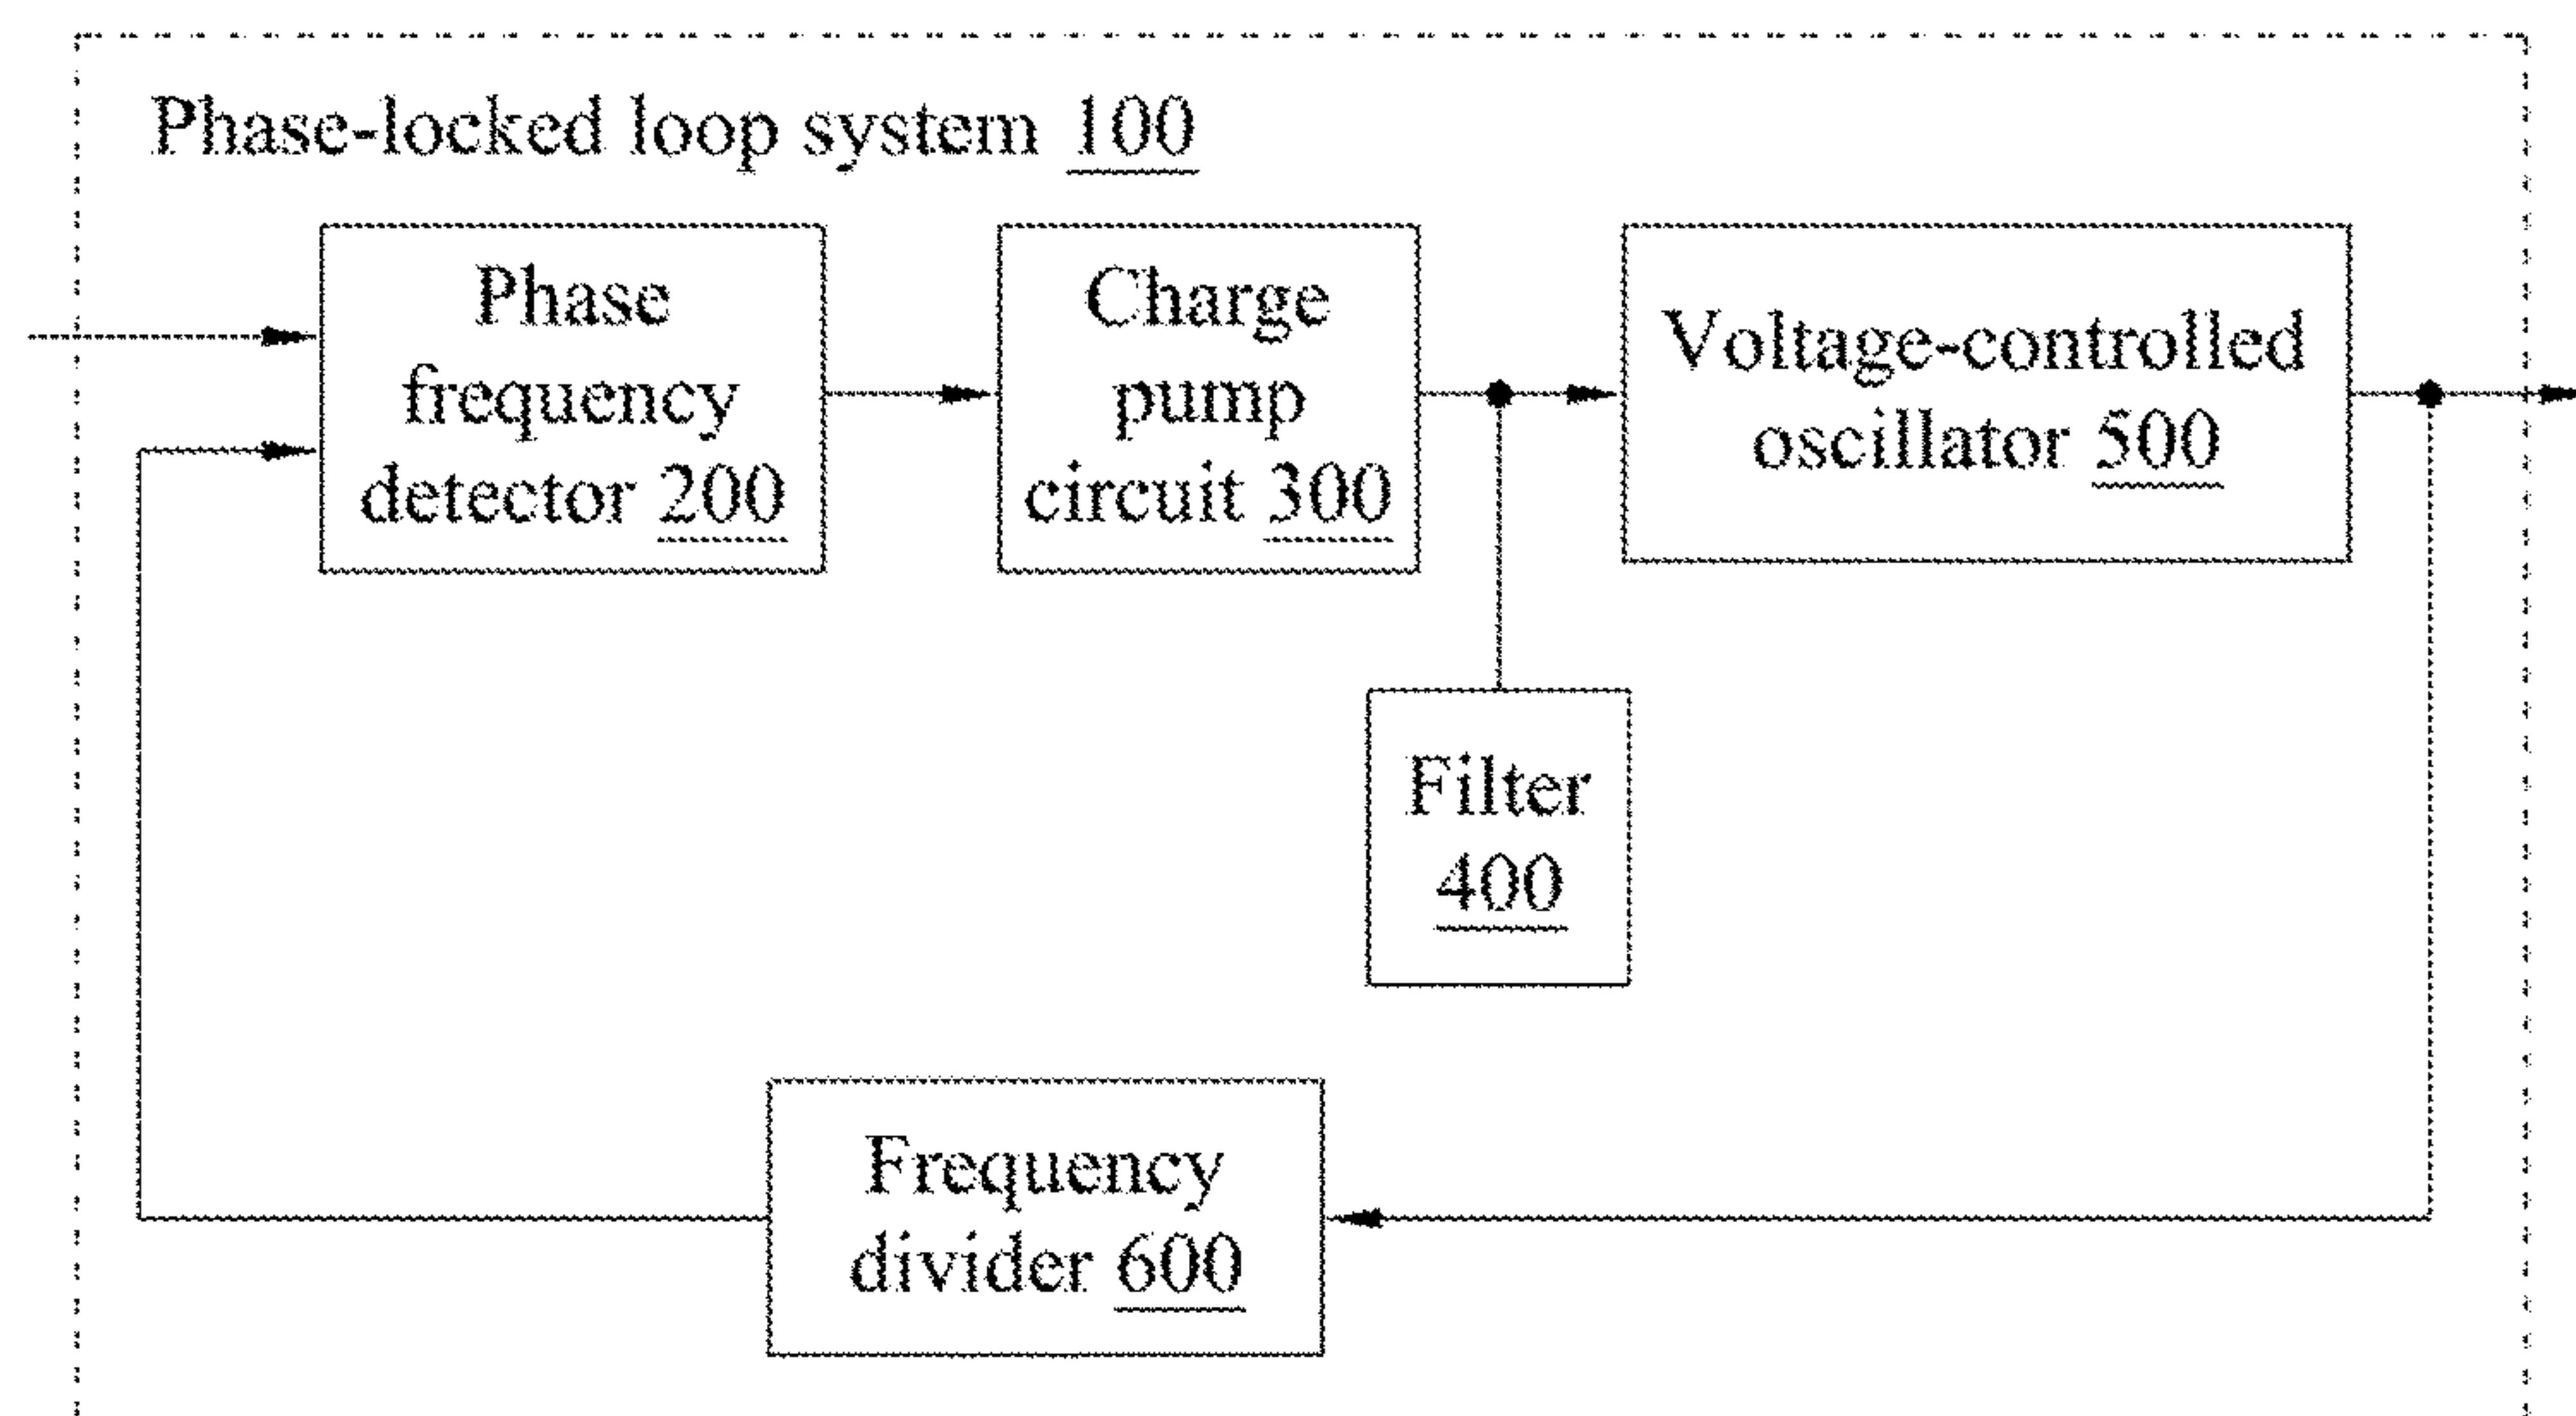 Phase-locked loop system 100
Phase
frequency
detector 200
Charge
pump
circuit 300
Voltage-controlled
oscillator 500
Filter
400
Frequency
divider 600